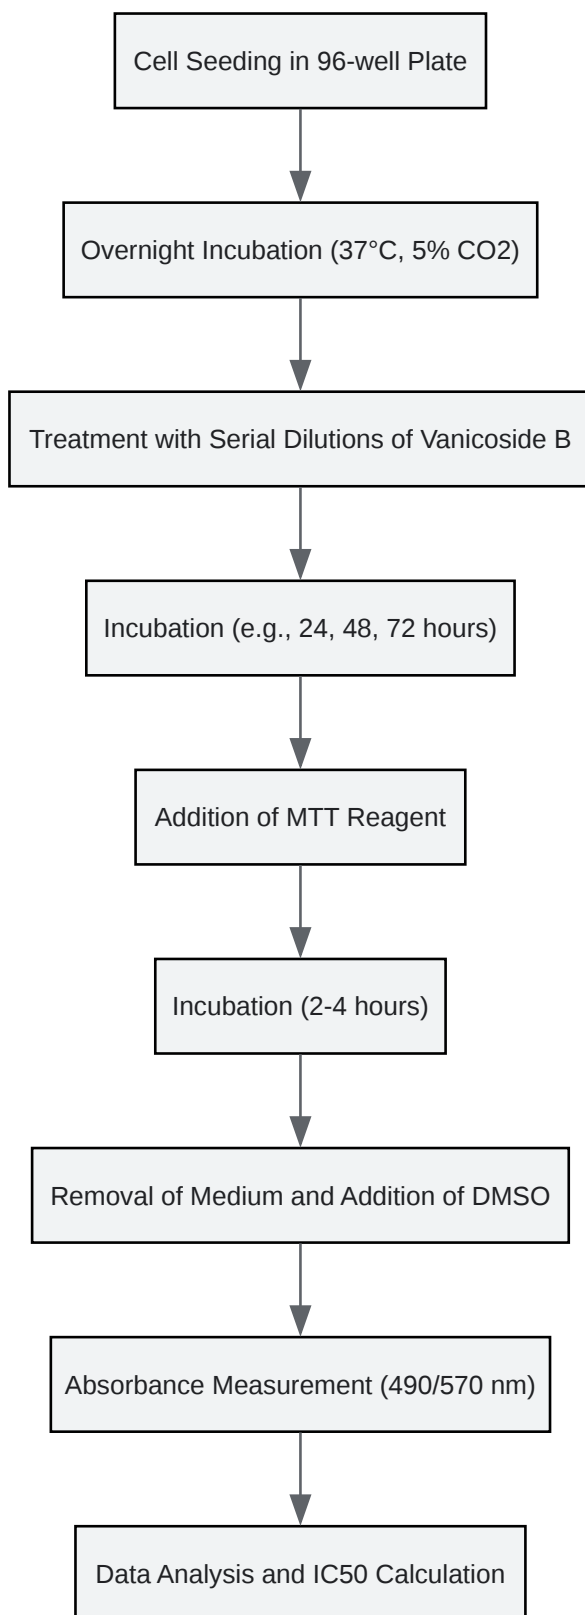 Cell Seeding in 96-well Plate
Overnight Incubation (37°C, 5% CO2)
Treatment with Serial Dilutions of Vanicoside B
Incubation (e.g., 24, 48, 72 hours)
Addition of MTT Reagent
Incubation (2-4 hours)
Removal of Medium and Addition of DMSO
Absorbance Measurement (490/570 nm)
Data Analysis and IC50 Calculation